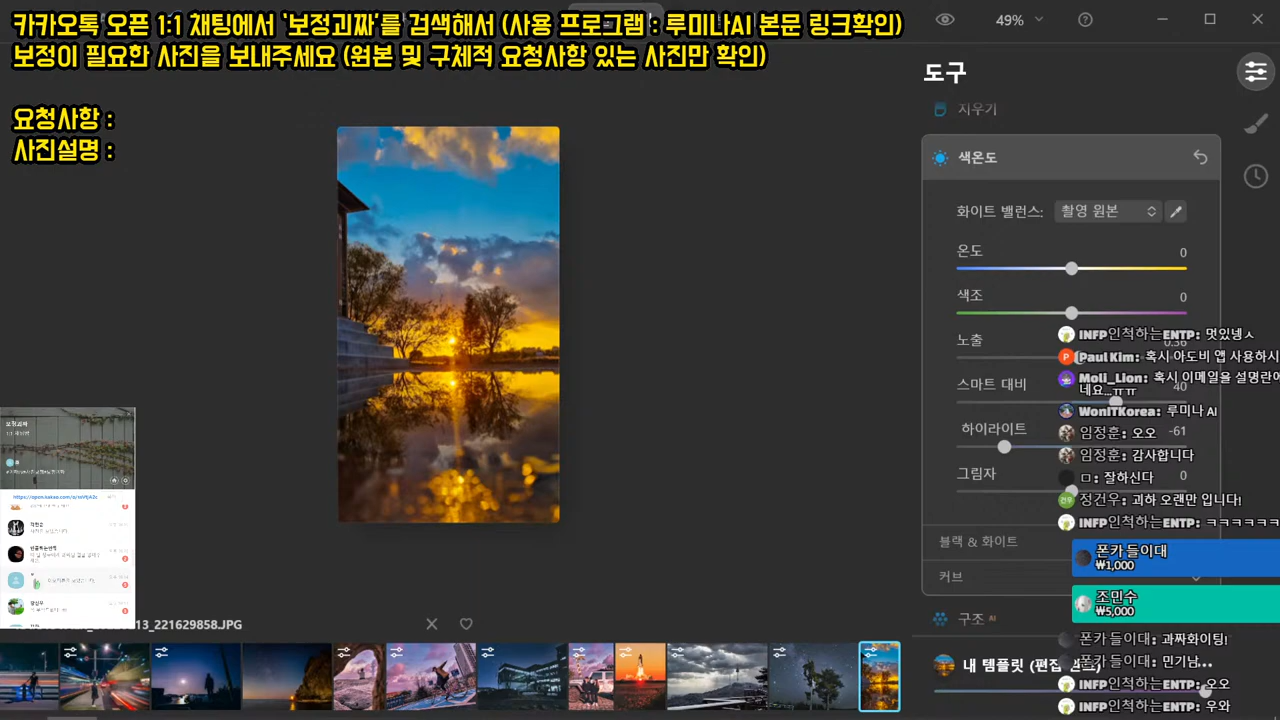 카카오톡 오픈 1:1 채팅에서 '보정괴짜'를 검색해서 (사용 프로그램 : 루미나AI 본문 링크확인)
보정이 필요한 사진을 보내주세요 (원본 및 구체적 요청사항 있는 사진만 확인)
요청사항 :
사진설명 :
49%
도구
지우기
색온도
화이트 밸런스: 촬영 원본
온도 0
색조 0
노출 0.36
스마트 대비 40
하이라이트 -61
그림자 0
블랙 & 화이트
커브
구조 AI
내 템플릿 (편집
INFP인척하는ENTP: 멋있넹ㅅ
Paul Kim: 혹시 아도비 앱 사용하시
Moli_Lion: 혹시 이메일을 설명란에
네요...ㅠㅠ
WonITKorea: 루미나 AI
임정훈: 오오
임정훈: 감사합니다
ㅁ: 잘하신다
정건우: 괴하 오랜만 입니다!
INFP인척하는ENTP: ㅋㅋㅋㅋㅋㅋ
폰카 들이대
₩1,000
조민수
₩5,000
폰카 들이대: 과짜화이팅!
폰카 들이대: 민기남...
INFP인척하는ENTP: 오오
INFP인척하는ENTP: 우와
보정괴짜
13_221629858.JPG